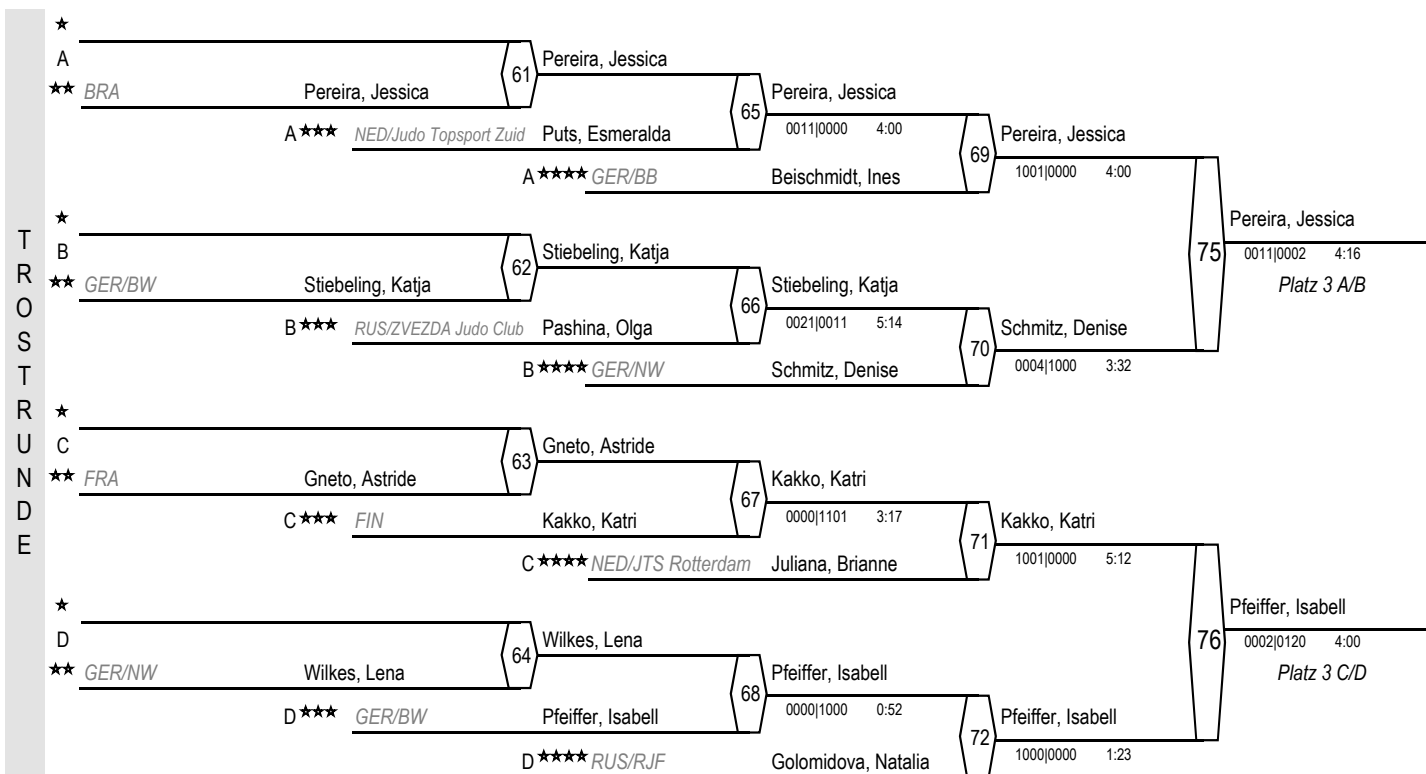 TROSTRUNDE
★
A
61 Pereira, Jessica
★★ BRA Pereira, Jessica
65 Pereira, Jessica
0011|0000 4:00
A ★★★ NED/Judo Topsport Zuid Puts, Esmeralda
69 Pereira, Jessica
1001|0000 4:00
A ★★★★ GER/BB Beischmidt, Ines
★
B
62 Stiebeling, Katja
★★ GER/BW Stiebeling, Katja
75 Pereira, Jessica
0011|0002 4:16
Platz 3 A/B
66 Stiebeling, Katja
0021|0011 5:14
B ★★★ RUS/ZVEZDA Judo Club Pashina, Olga
70 Schmitz, Denise
0004|1000 3:32
B ★★★★ GER/NW Schmitz, Denise
★
C
63 Gneto, Astride
★★ FRA Gneto, Astride
67 Kakko, Katri
0000|1101 3:17
C ★★★ FIN Kakko, Katri
71 Kakko, Katri
1001|0000 5:12
C ★★★★ NED/JTS Rotterdam Juliana, Brianne
★
D
64 Wilkes, Lena
★★ GER/NW Wilkes, Lena
76 Pfeiffer, Isabell
0002|0120 4:00
Platz 3 C/D
68 Pfeiffer, Isabell
0000|1000 0:52
D ★★★ GER/BW Pfeiffer, Isabell
72 Pfeiffer, Isabell
1000|0000 1:23
D ★★★★ RUS/RJF Golomidova, Natalia